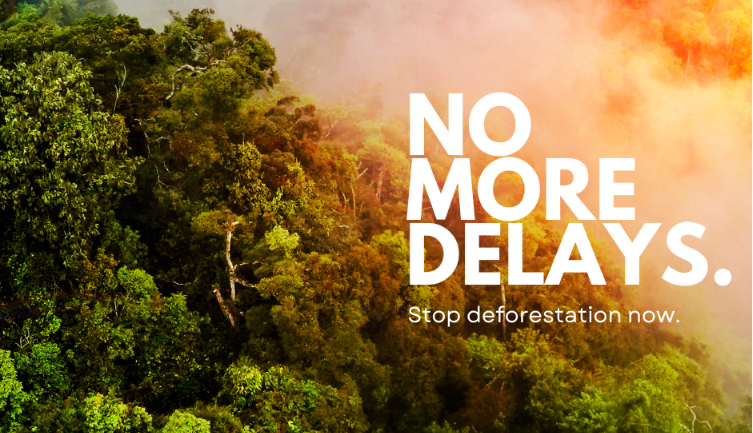 NO
MORE
DELAYS.
Stop deforestation now.